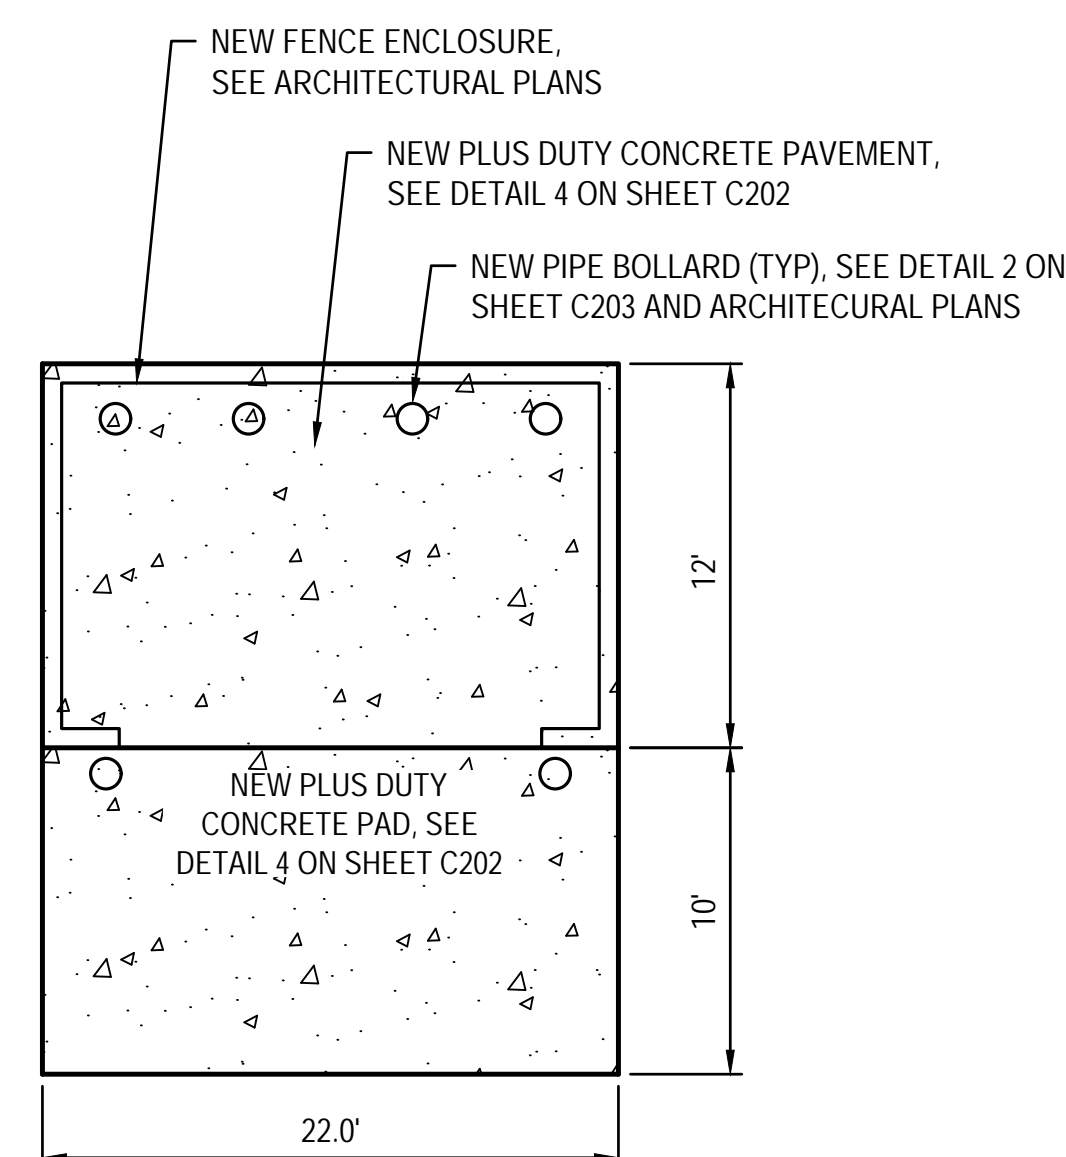 NEW FENCE ENCLOSURE,
SEE ARCHITECTURAL PLANS
NEW PLUS DUTY CONCRETE PAVEMENT,
SEE DETAIL 4 ON SHEET C202
NEW PIPE BOLLARD (TYP), SEE DETAIL 2 ON
SHEET C203 AND ARCHITECURAL PLANS
12'
NEW PLUS DUTY
CONCRETE PAD, SEE
DETAIL 4 ON SHEET C202
10'
22.0'